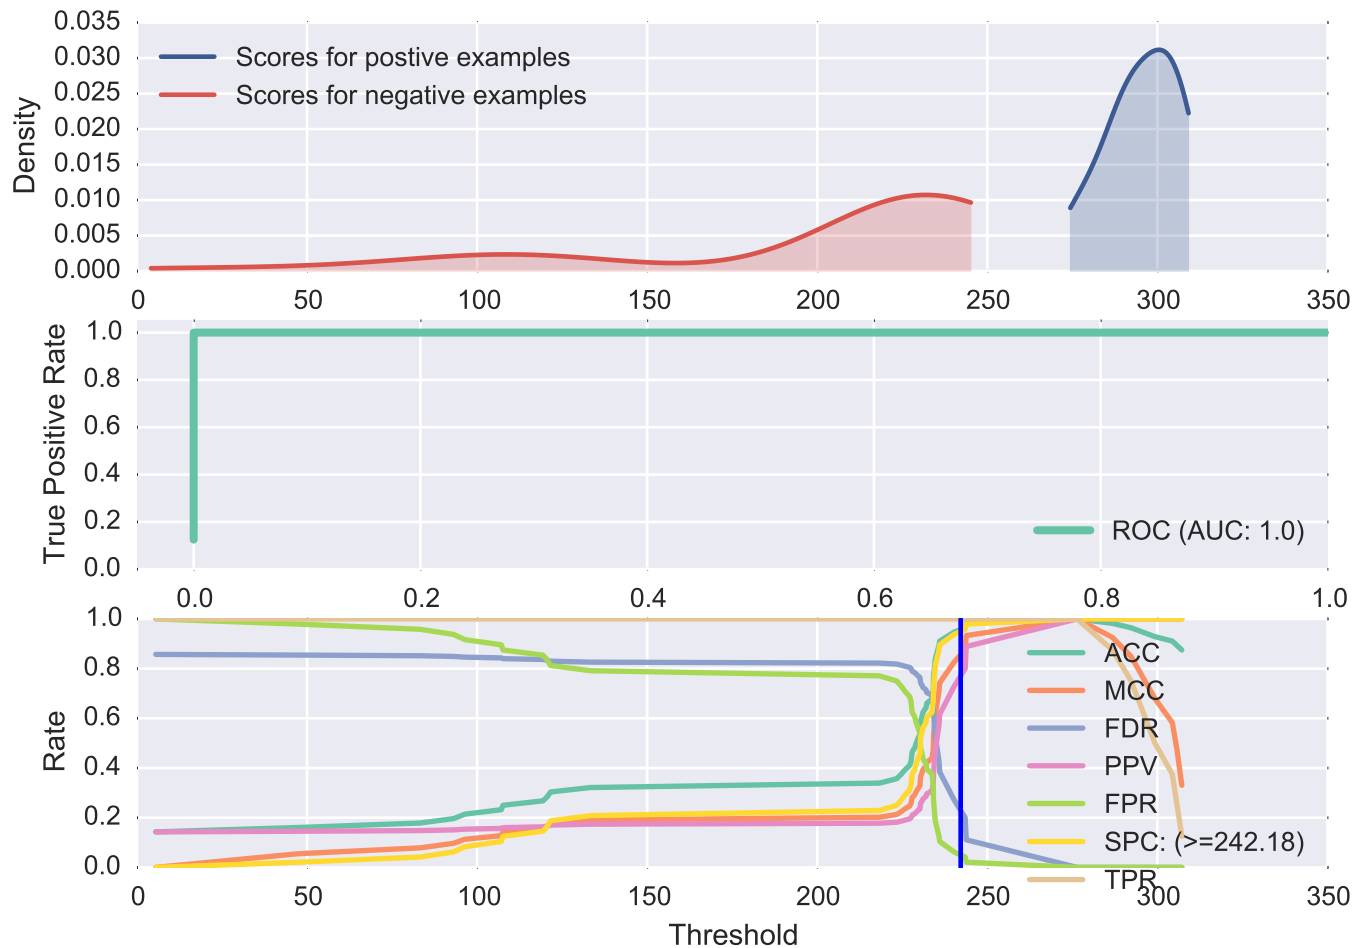 0.035
0.030
0.025
0.020
0.015
0.010
0.005
0.000
Density
Scores for postive examples
Scores for negative examples
0 50 100 150 200 250 300 350
1.0
0.8
0.6
0.4
0.2
0.0
True Positive Rate
ROC (AUC: 1.0)
0.0 0.2 0.4 0.6 0.8 1.0
1.0
0.8
0.6
0.4
0.2
0.0
Rate
ACC
MCC
FDR
PPV
FPR
SPC: (>=242.18)
TPR
0 50 100 150 200 250 300 350
Threshold